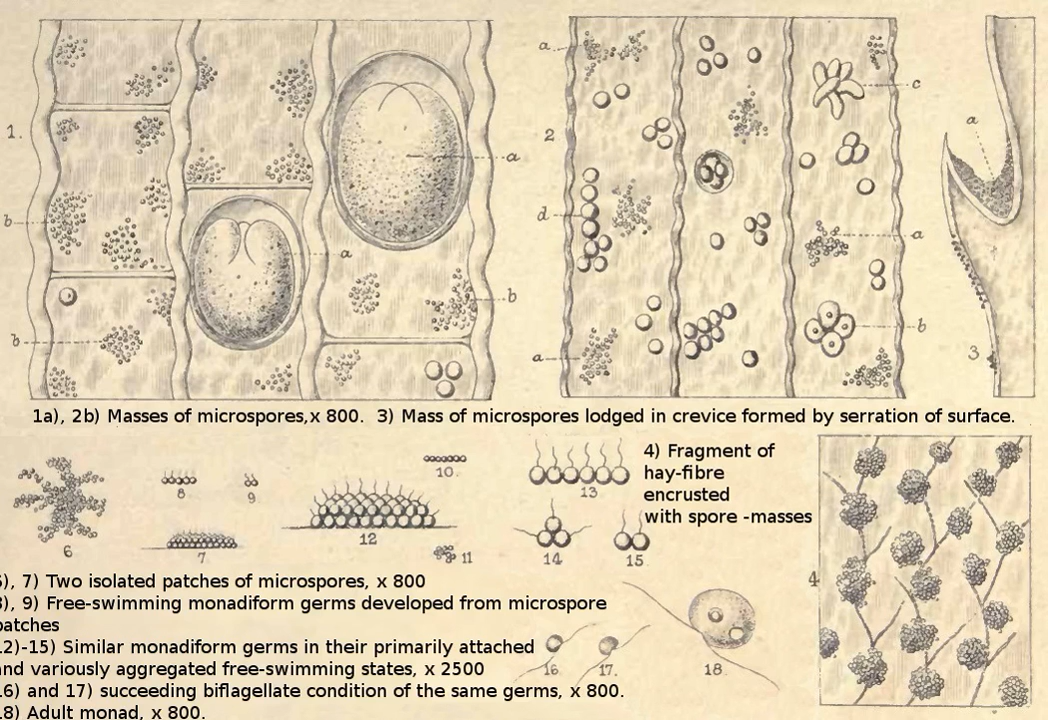 1.
a
b
b
a
b
2
a
c
d
a
a
b
a
3
1a), 2b) Masses of microspores,x 800. 3) Mass of microspores lodged in crevice formed by serration of surface.
6
7
8
9
10
11
12
13
14
15
4) Fragment of
hay-fibre
encrusted
with spore -masses
4
), 7) Two isolated patches of microspores, x 800
), 9) Free-swimming monadiform germs developed from microspore
patches
2)-15) Similar monadiform germs in their primarily attached
and variously aggregated free-swimming states, x 2500
6) and 17) succeeding biflagellate condition of the same germs, x 800.
8) Adult monad, x 800.
16
17.
18